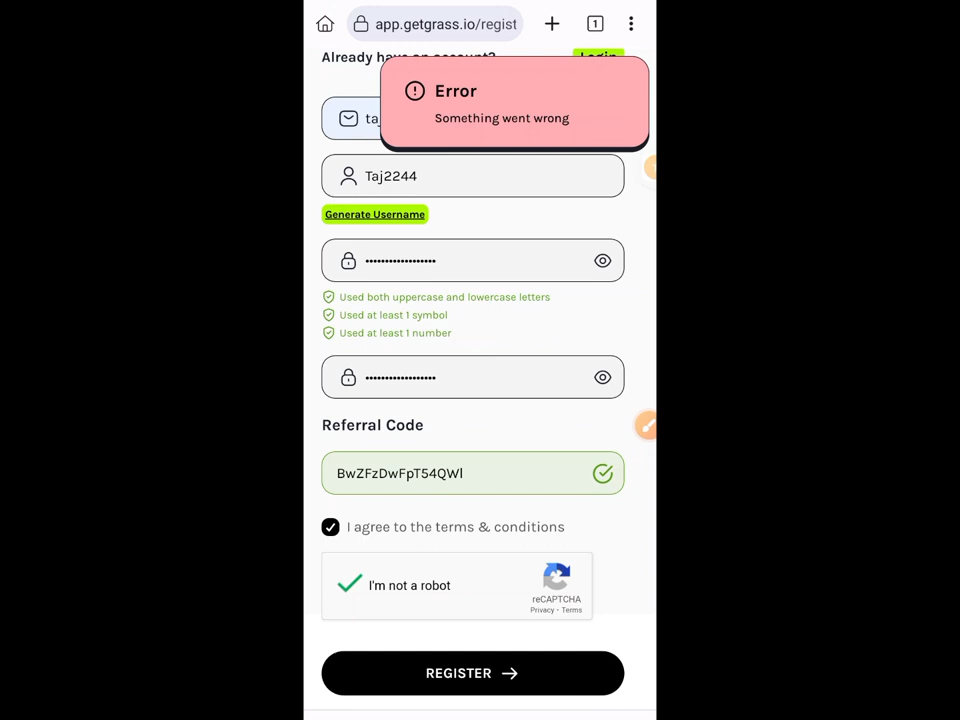 app.getgrass.io/regist
1
Already have an account?
Login
Error
Something went wrong
Taj2244
Generate Username
Used both uppercase and lowercase letters
Used at least 1 symbol
Used at least 1 number
Referral Code
BwZFzDwFpT54QWl
I agree to the terms & conditions
I'm not a robot
reCAPTCHA
Privacy - Terms
REGISTER